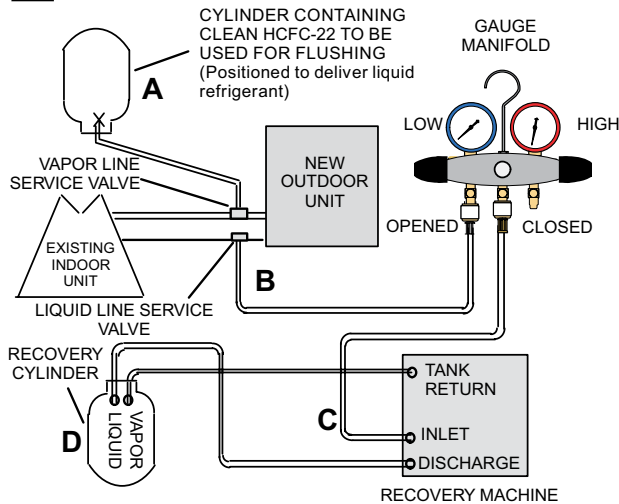 CYLINDER CONTAINING
CLEAN HCFC-22 TO BE
USED FOR FLUSHING
(Positioned to deliver liquid
refrigerant)
A
GAUGE
MANIFOLD
LOW
HIGH
VAPOR LINE
SERVICE VALVE
NEW
OUTDOOR
UNIT
EXISTING
INDOOR
UNIT
OPENED
CLOSED
B
LIQUID LINE SERVICE
VALVE
RECOVERY
CYLINDER
TANK
RETURN
C
D
LIQUID
VAPOR
INLET
DISCHARGE
RECOVERY MACHINE